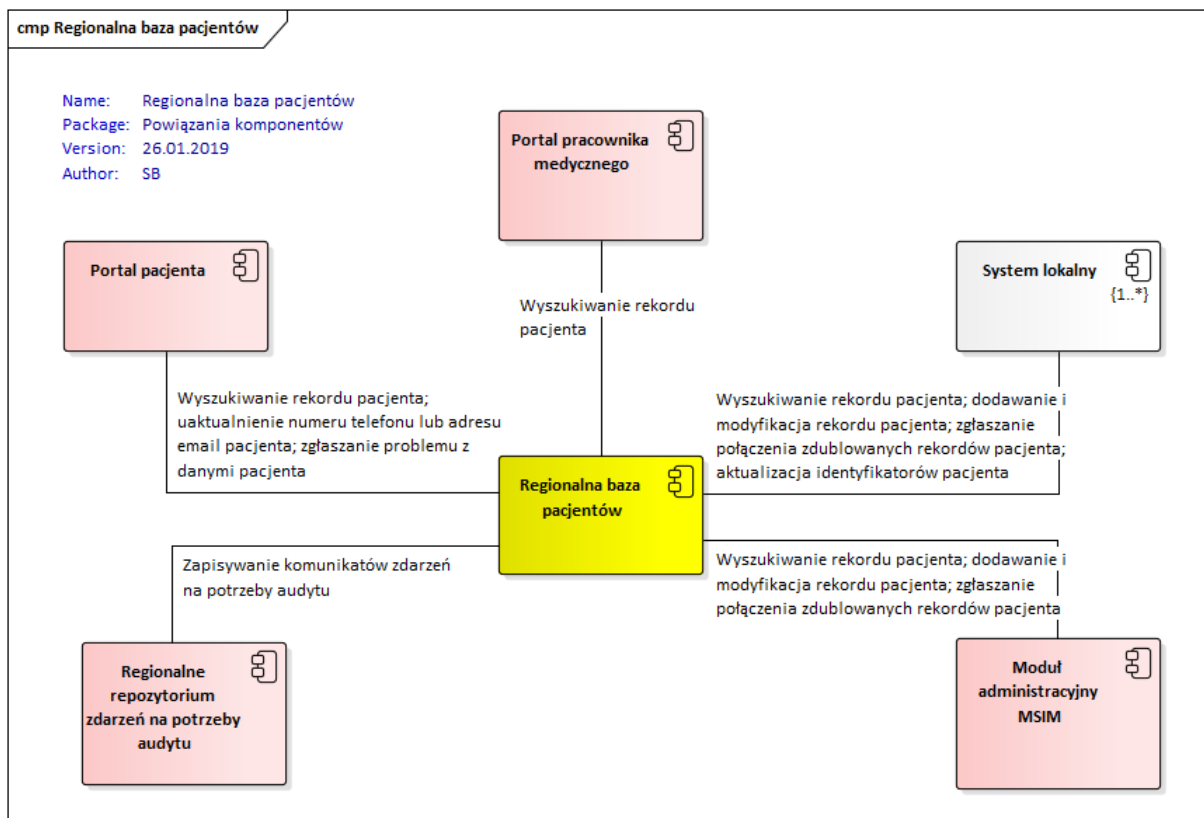 cmp Regionalna baza pacjentów
Name: Regionalna baza pacjentów
Package: Powiązania komponentów
Version: 26.01.2019
Author: SB
Portal pracownika
medycznego
Portal pacjenta
System lokalny
{1..*}
Wyszukiwanie rekordu
pacjenta
Wyszukiwanie rekordu pacjenta;
uaktualnienie numeru telefonu lub adresu
email pacjenta; zgłaszanie problemu z
danymi pacjenta
Wyszukiwanie rekordu pacjenta; dodawanie i
modyfikacja rekordu pacjenta; zgłaszanie
połączenia zdublowanych rekordów pacjenta;
aktualizacja identyfikatorów pacjenta
Regionalna baza
pacjentów
Zapisywanie komunikatów zdarzeń
na potrzeby audytu
Wyszukiwanie rekordu pacjenta; dodawanie i
modyfikacja rekordu pacjenta; zgłaszanie
połączenia zdublowanych rekordów pacjenta
Regionalne
repozytorium
zdarzeń na potrzeby
audytu
Moduł
administracyjny
MSIM